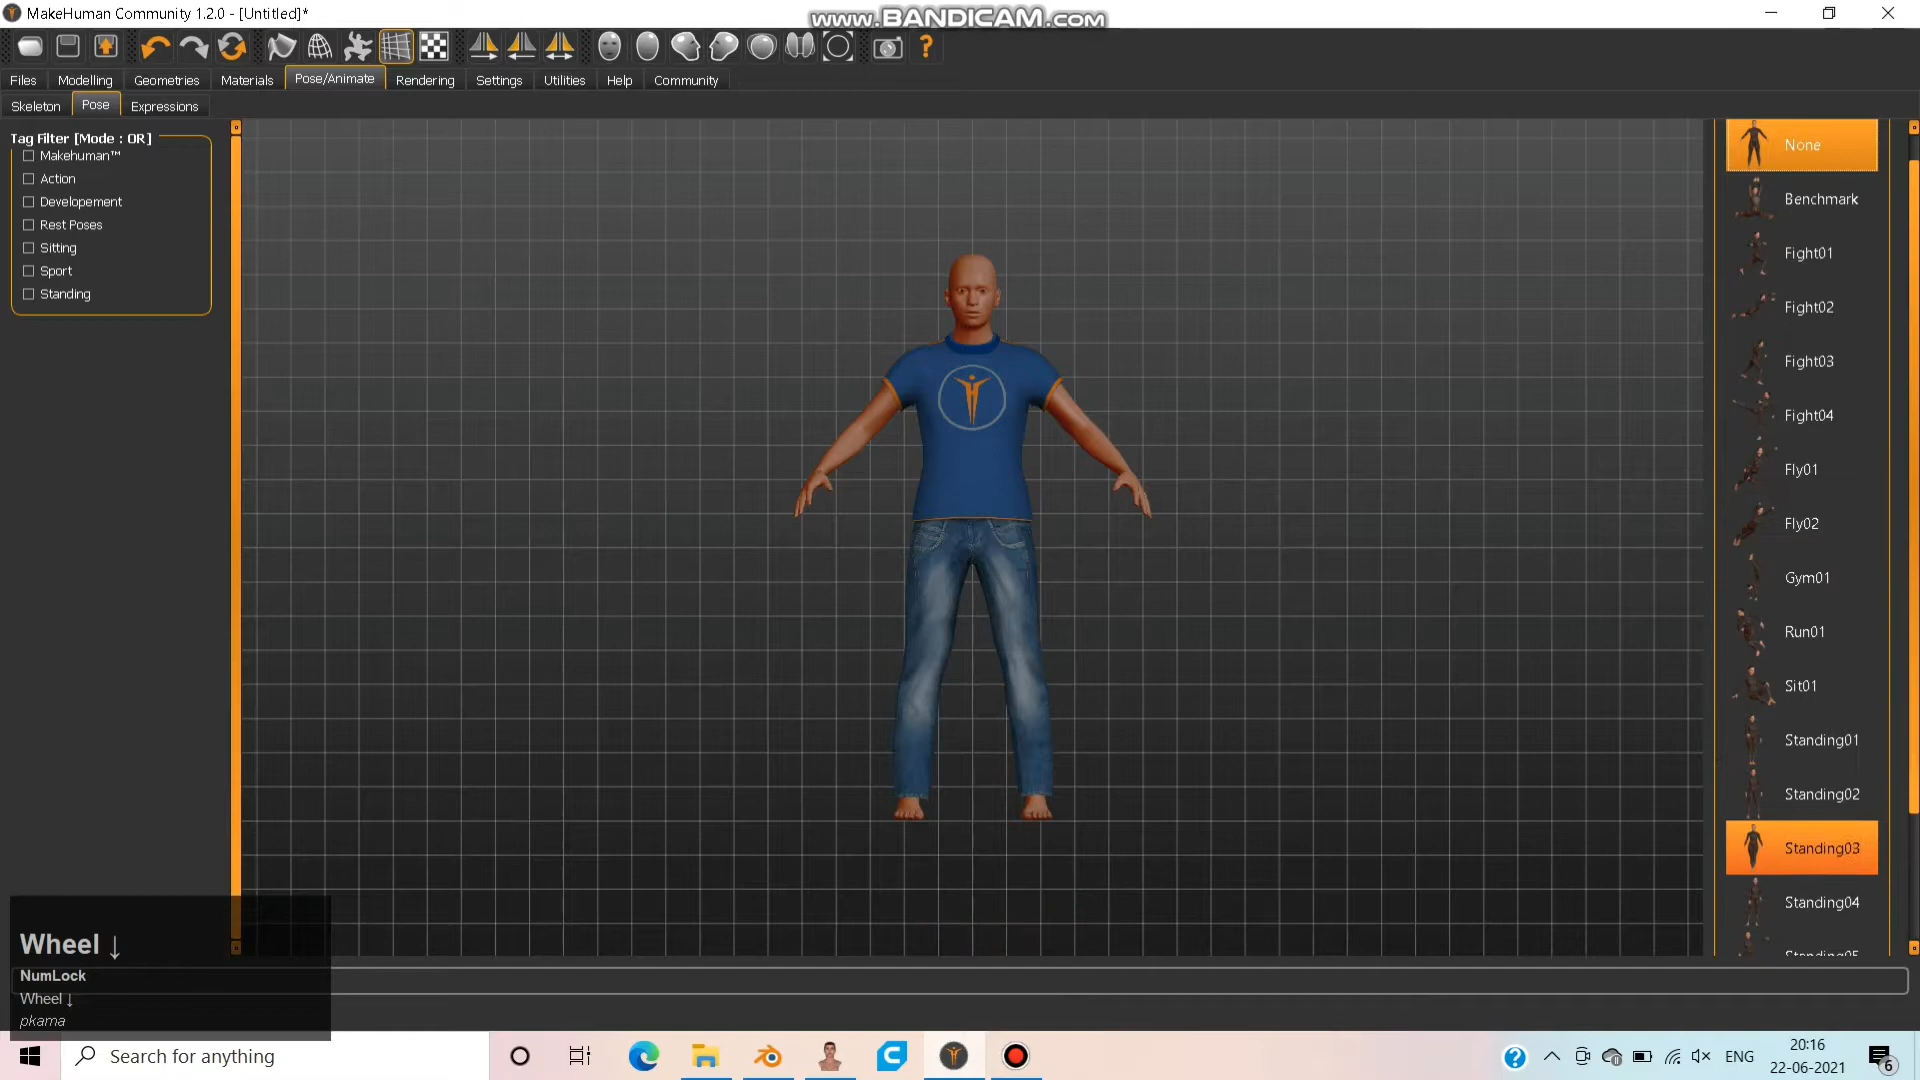 MakeHuman Community 1.2.0 - [Untitled]*
www.BANDICAM.com
Files
Modelling
Geometries
Materials
Pose/Animate
Rendering
Settings
Utilities
Help
Community
Skeleton
Pose
Expressions
Tag Filter [Mode : OR]
Makehuman™
Action
Developement
Rest Poses
Sitting
Sport
Standing
None
Benchmark
Fight01
Fight02
Fight03
Fight04
Fly01
Fly02
Gym01
Run01
Sit01
Standing01
Standing02
Standing03
Standing04
Standing05
Wheel ↓
NumLock
Wheel ↓
pkama
Search for anything
ENG
20:16
22-06-2021
6